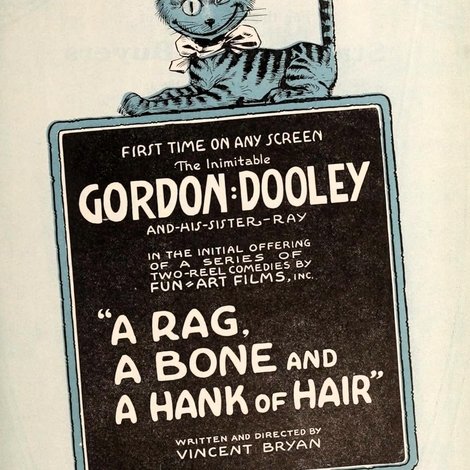 FIRST TIME ON ANY SCREEN
The Inimitable
GORDON:DOOLEY
AND-HIS-SISTER-RAY
IN THE INITIAL OFFERING
OF A SERIES OF
TWO-REEL COMEDIES BY
FUN=ART FILMS, INC.
"A RAG,
A BONE AND
A HANK OF HAIR"
WRITTEN AND DIRECTED BY
VINCENT BRYAN